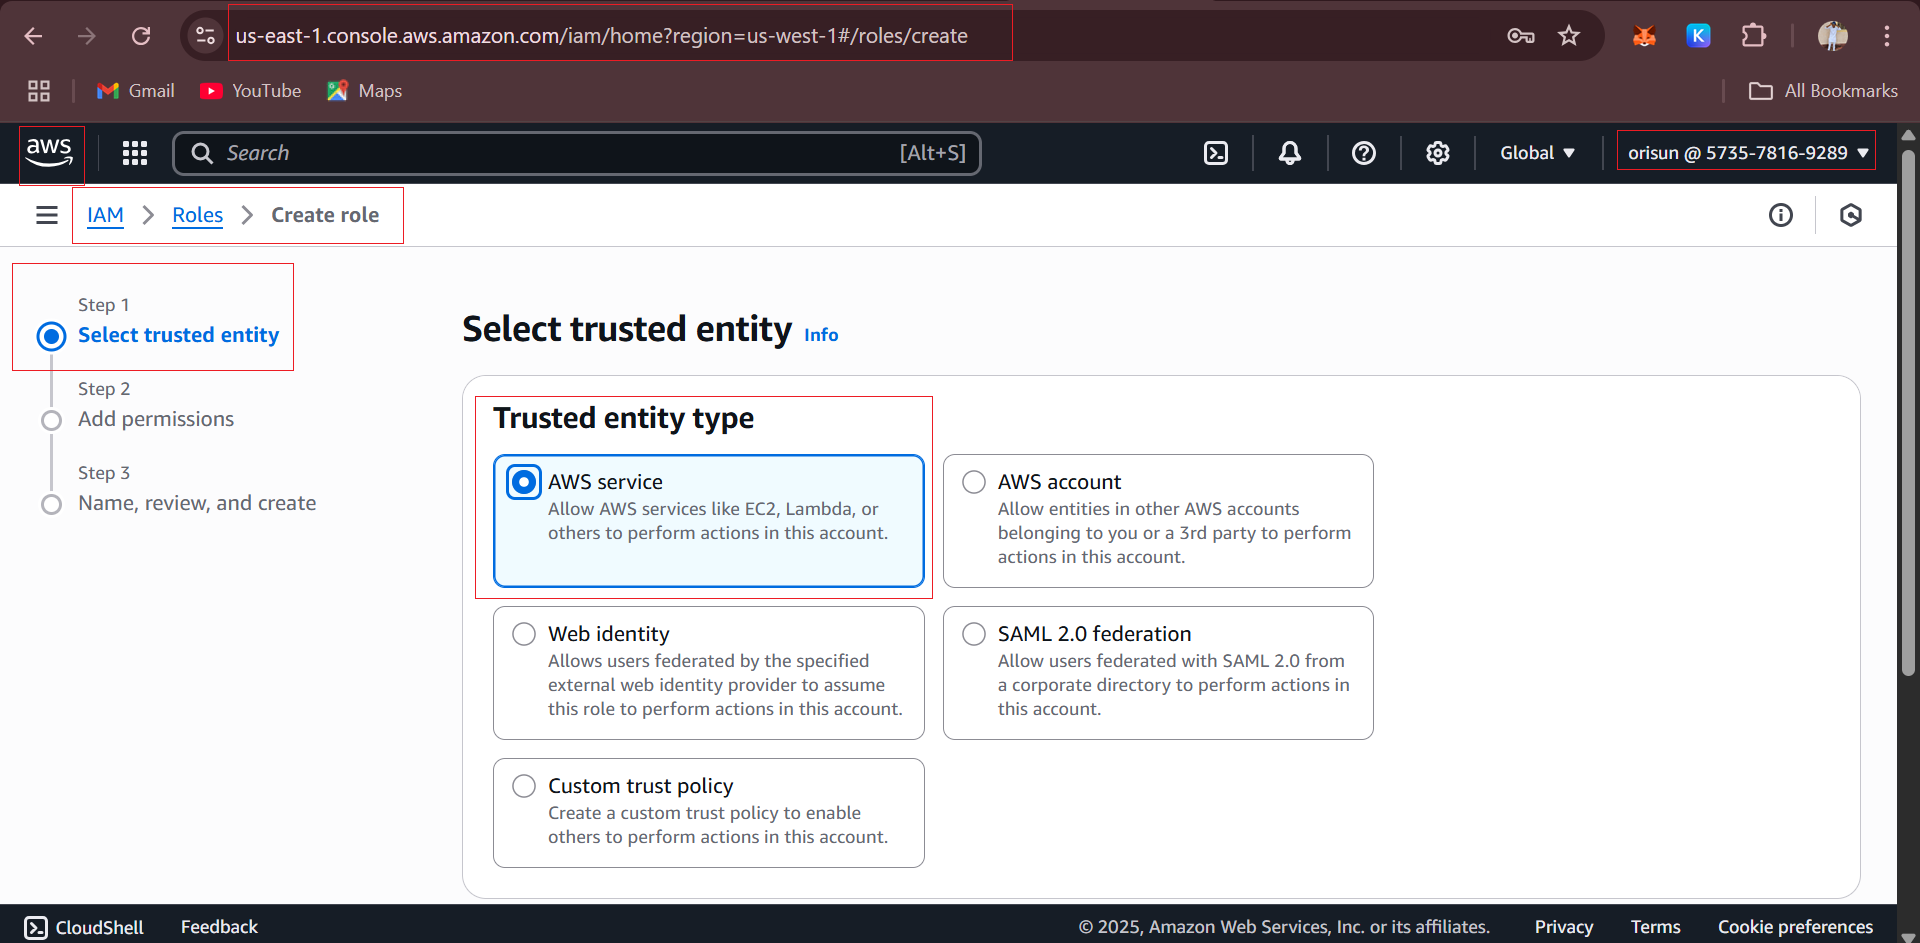 us-east-1.console.aws.amazon.com/iam/home?region=us-west-1#/roles/create
K
Gmail
YouTube
Maps
All Bookmarks
aws
Search
[Alt+S]
Global
orisun @ 5735-7816-9289
IAM
Roles
Create role
Step 1
Select trusted entity
Step 2
Add permissions
Step 3
Name, review, and create
Select trusted entity
Info
Trusted entity type
AWS service
Allow AWS services like EC2, Lambda, or
others to perform actions in this account.
AWS account
Allow entities in other AWS accounts
belonging to you or a 3rd party to perform
actions in this account.
Web identity
Allows users federated by the specified
external web identity provider to assume
this role to perform actions in this account.
SAML 2.0 federation
Allow users federated with SAML 2.0 from
a corporate directory to perform actions in
this account.
Custom trust policy
Create a custom trust policy to enable
others to perform actions in this account.
CloudShell
Feedback
© 2025, Amazon Web Services, Inc. or its affiliates.
Privacy
Terms
Cookie preferences